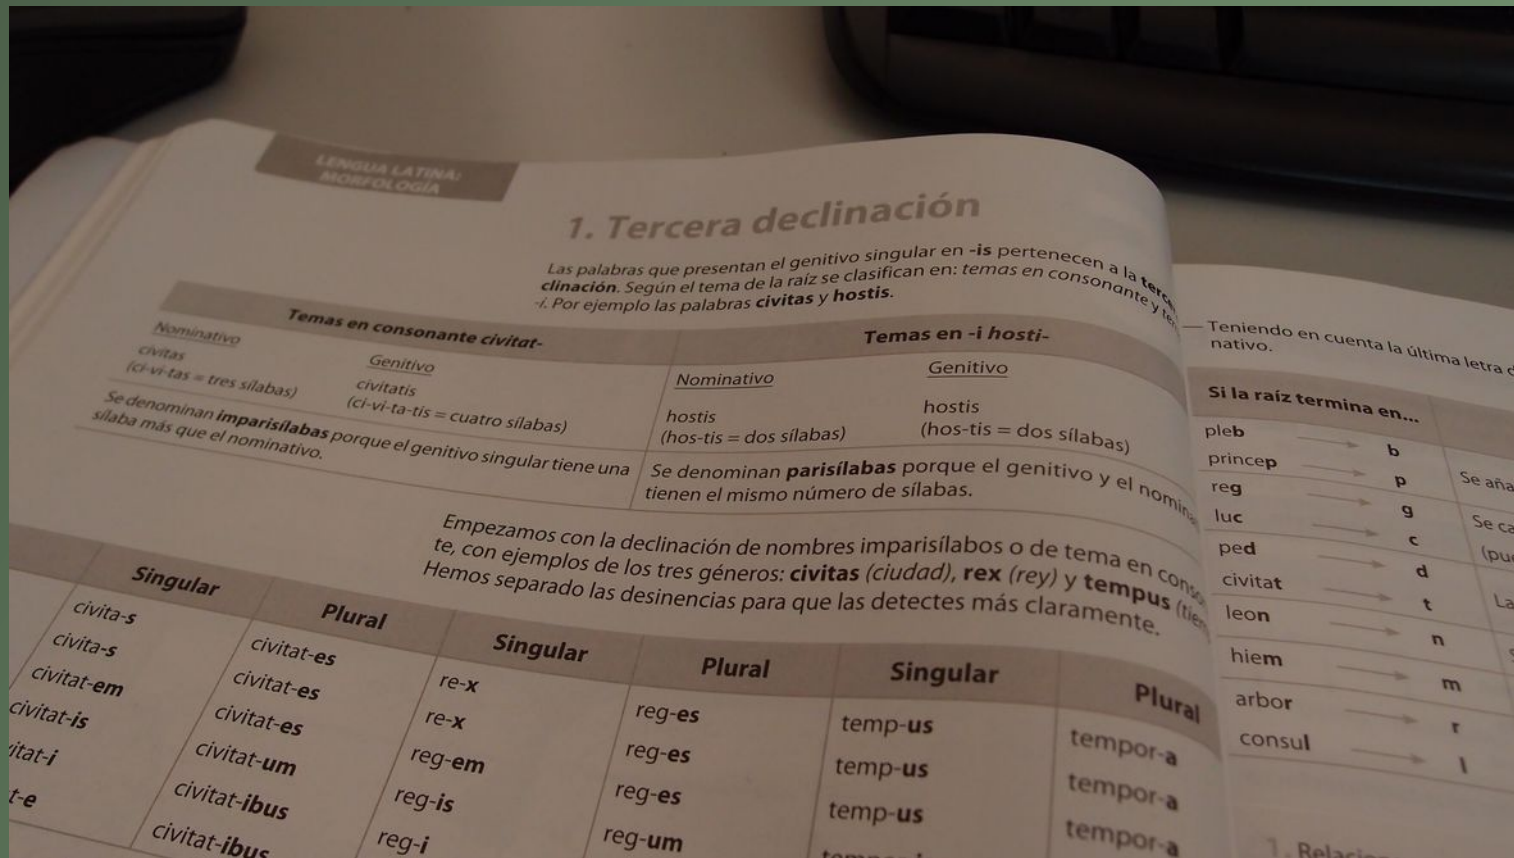 LENGUA LATINA:
MORFOLOGÍA
1. Tercera declinación
Las palabras que presentan el genitivo singular en -is pertenecen a la
clinación. Según el tema de la raíz se clasifican en: temas en consonante y
-i. Por ejemplo las palabras civitas y hostis.
Temas en consonante civitat- Temas en -i hosti-
Nominativo Genitivo Nominativo Genitivo
civitas civitatis hostis hostis
(ci-vi-tas = tres sílabas) (ci-vi-ta-tis = cuatro sílabas) (hos-tis = dos sílabas) (hos-tis = dos sílabas)
Se denominan imparisílabas porque el genitivo singular tiene una
sílaba más que el nominativo.
Se denominan parisílabas porque el genitivo y el
tienen el mismo número de sílabas.
Empezamos con la declinación de nombres imparisílabos o de tema en
te, con ejemplos de los tres géneros: civitas (ciudad), rex (rey) y tempus
Hemos separado las desinencias para que las detectes más claramente.
Singular Plural Singular Plural Singular Plural
civita-s civitat-es re-x reg-es temp-us tempor-a
civita-s civitat-es re-x reg-es temp-us tempor-a
civitat-em civitat-es reg-em reg-es temp-us tempor-a
civitat-is civitat-um reg-is reg-um
itat-i civitat-ibus reg-i
t-e civitat-ibus
— Teniendo en cuenta la última letra
nativo.
Si la raíz termina en...
pleb b
princep p Se
reg g
luc c Se
ped d
civitat t La
leon n
hiem m
arbor r
consul l